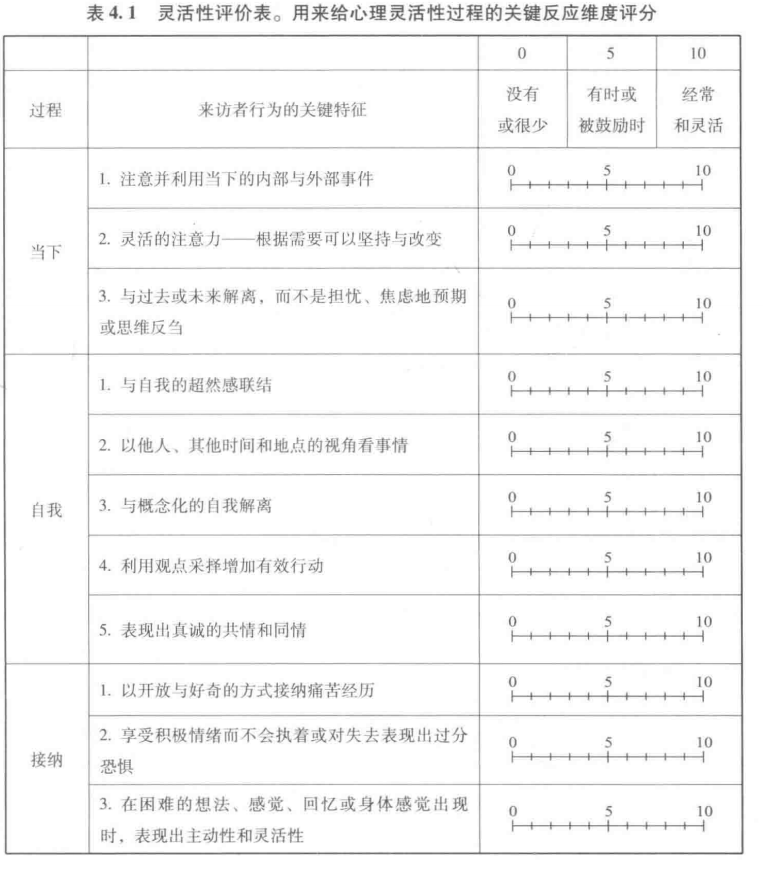 表 4.1 灵活性评价表。用来给心理灵活性过程的关键反应维度评分
0 5 10
过程 来访者行为的关键特征 没有 有时或 经常
或很少 被鼓励时 和灵活
当下
1. 注意并利用当下的内部与外部事件 0 5 10
2. 灵活的注意力——根据需要可以坚持与改变 0 5 10
3. 与过去或未来解离，而不是担忧、焦虑地预期 0 5 10
或思维反刍
自我
1. 与自我的超然感联结 0 5 10
2. 以他人、其他时间和地点的视角看事情 0 5 10
3. 与概念化的自我解离 0 5 10
4. 利用观点采择增加有效行动 0 5 10
5. 表现出真诚的共情和同情 0 5 10
接纳
1. 以开放与好奇的方式接纳痛苦经历 0 5 10
2. 享受积极情绪而不会执着或对失去表现出过分 0 5 10
恐惧
3. 在困难的想法、感觉、回忆或身体感觉出现 0 5 10
时，表现出主动性和灵活性